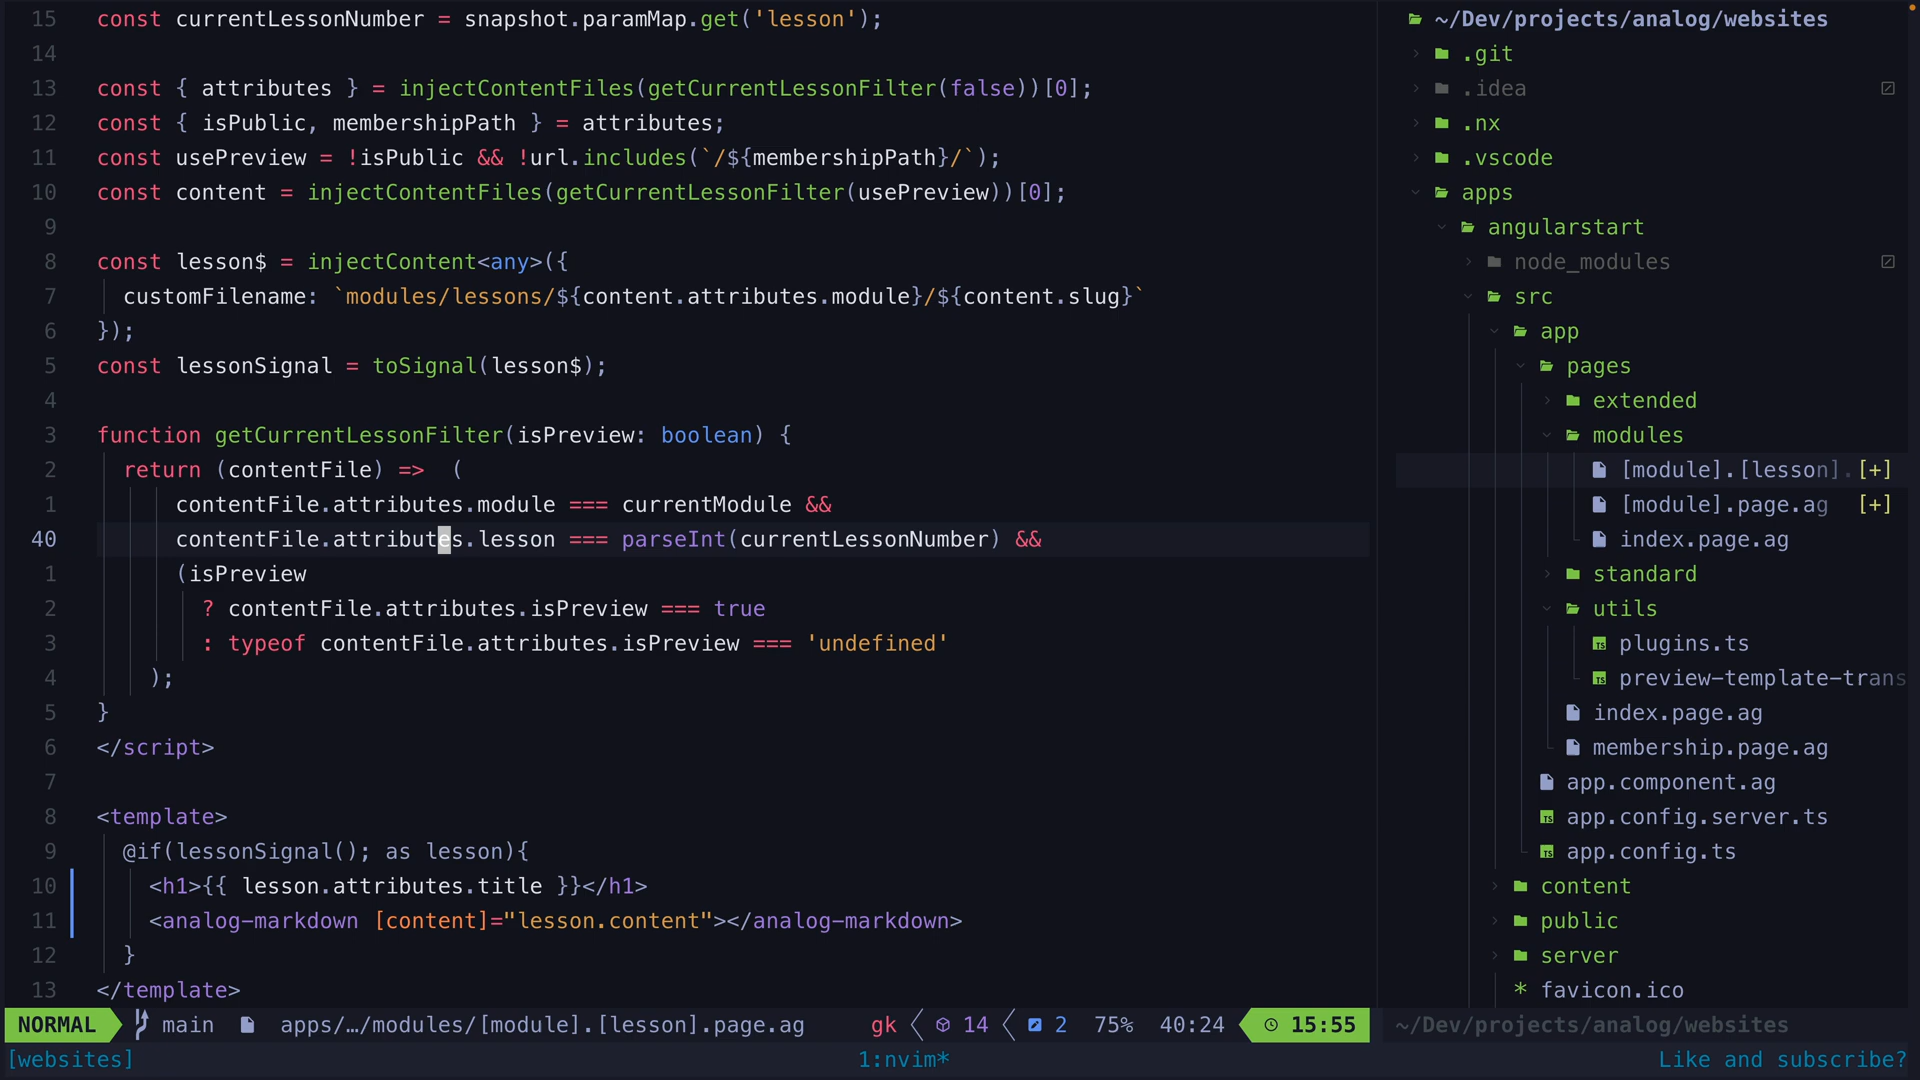 15 const currentLessonNumber = snapshot.paramMap.get('lesson');
14
13 const { attributes } = injectContentFiles(getCurrentLessonFilter(false))[0];
12 const { isPublic, membershipPath } = attributes;
11 const usePreview = !isPublic && !url.includes(`/${membershipPath}/`);
10 const content = injectContentFiles(getCurrentLessonFilter(usePreview))[0];
9
8 const lesson$ = injectContent<any>({
7 customFilename: `modules/lessons/${content.attributes.module}/${content.slug}`
6 });
5 const lessonSignal = toSignal(lesson$);
4
3 function getCurrentLessonFilter(isPreview: boolean) {
2 return (contentFile) => (
1 contentFile.attributes.module === currentModule &&
40 contentFile.attributes.lesson === parseInt(currentLessonNumber) &&
1 (isPreview
2 ? contentFile.attributes.isPreview === true
3 : typeof contentFile.attributes.isPreview === 'undefined'
4 );
5 }
6 </script>
7
8 <template>
9 @if(lessonSignal(); as lesson){
10 <h1>{{ lesson.attributes.title }}</h1>
11 <analog-markdown [content]="lesson.content"></analog-markdown>
12 }
13 </template>
NORMAL main apps/…/modules/[module].[lesson].page.ag gk 14 2 75% 40:24 15:55
~/Dev/projects/analog/websites
.git
.idea
.nx
.vscode
apps
angularstart
node_modules
src
app
pages
extended
modules
[module].[lesson]. [+]
[module].page.ag [+]
index.page.ag
standard
utils
plugins.ts
preview-template-trans
index.page.ag
membership.page.ag
app.component.ag
app.config.server.ts
app.config.ts
content
public
server
* favicon.ico
~/Dev/projects/analog/websites
[websites] 1:nvim* Like and subscribe?